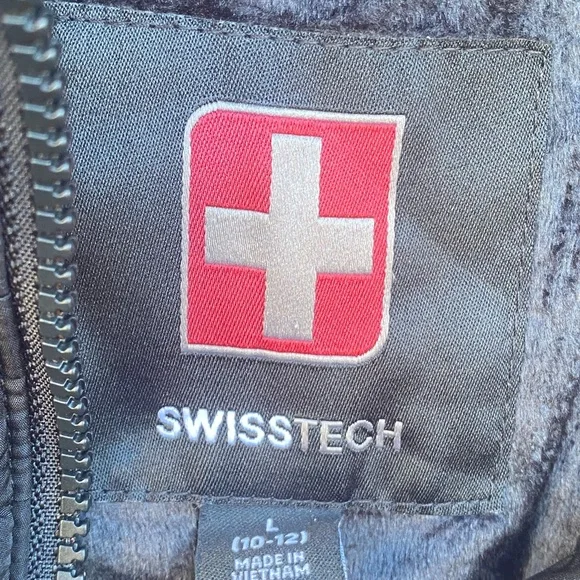 SWISSTECH
L
(10-12)
MADE IN
VIETNAM